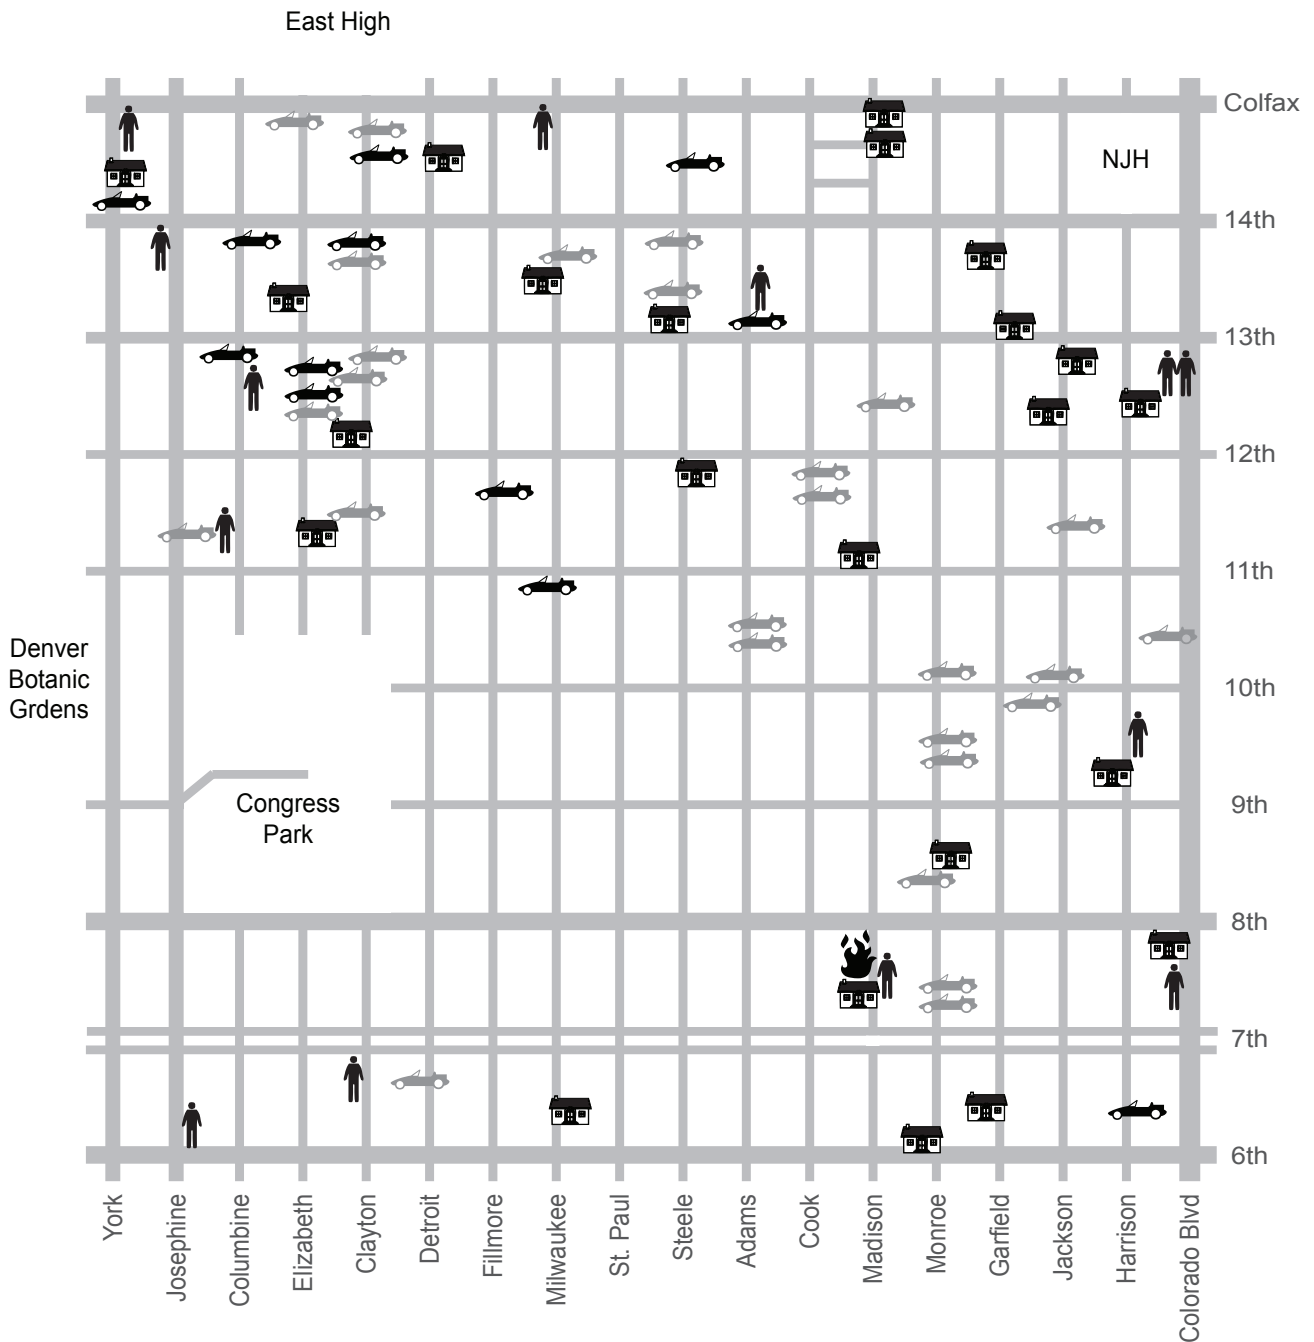 East High
Colfax
NJH
14th
13th
12th
11th
Denver
Botanic
Grdens
10th
Congress
Park
9th
8th
7th
6th
York
Josephine
Columbine
Elizabeth
Clayton
Detroit
Fillmore
Milwaukee
St. Paul
Steele
Adams
Cook
Madison
Monroe
Garfield
Jackson
Harrison
Colorado Blvd